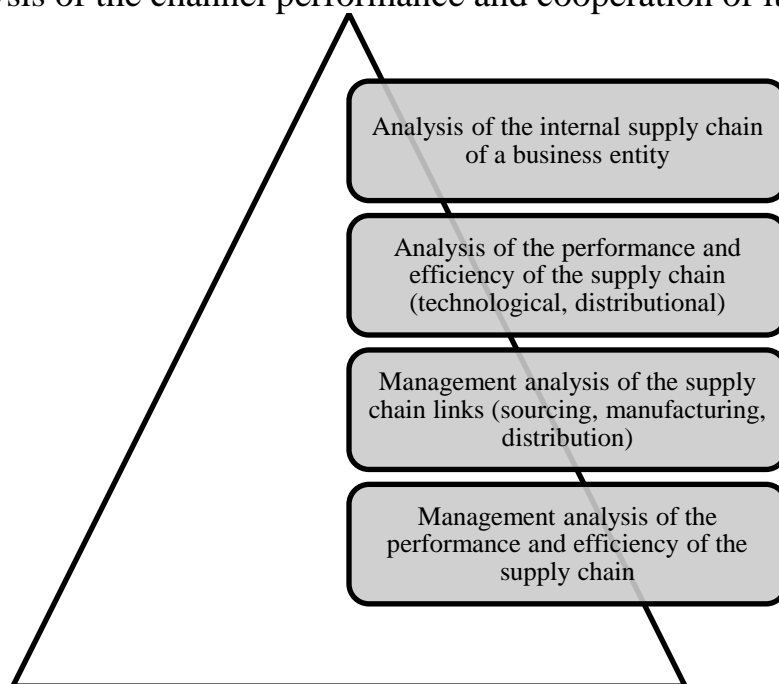 of the channel performance and cooperation of
Analysis of the internal supply chain
of a business entity
Analysis of the performance and
efficiency of the supply chain
(technological, distributional)
Management analysis of the supply
chain links (sourcing, manufacturing,
distribution)
Management analysis of the
performance and efficiency of the
supply chain